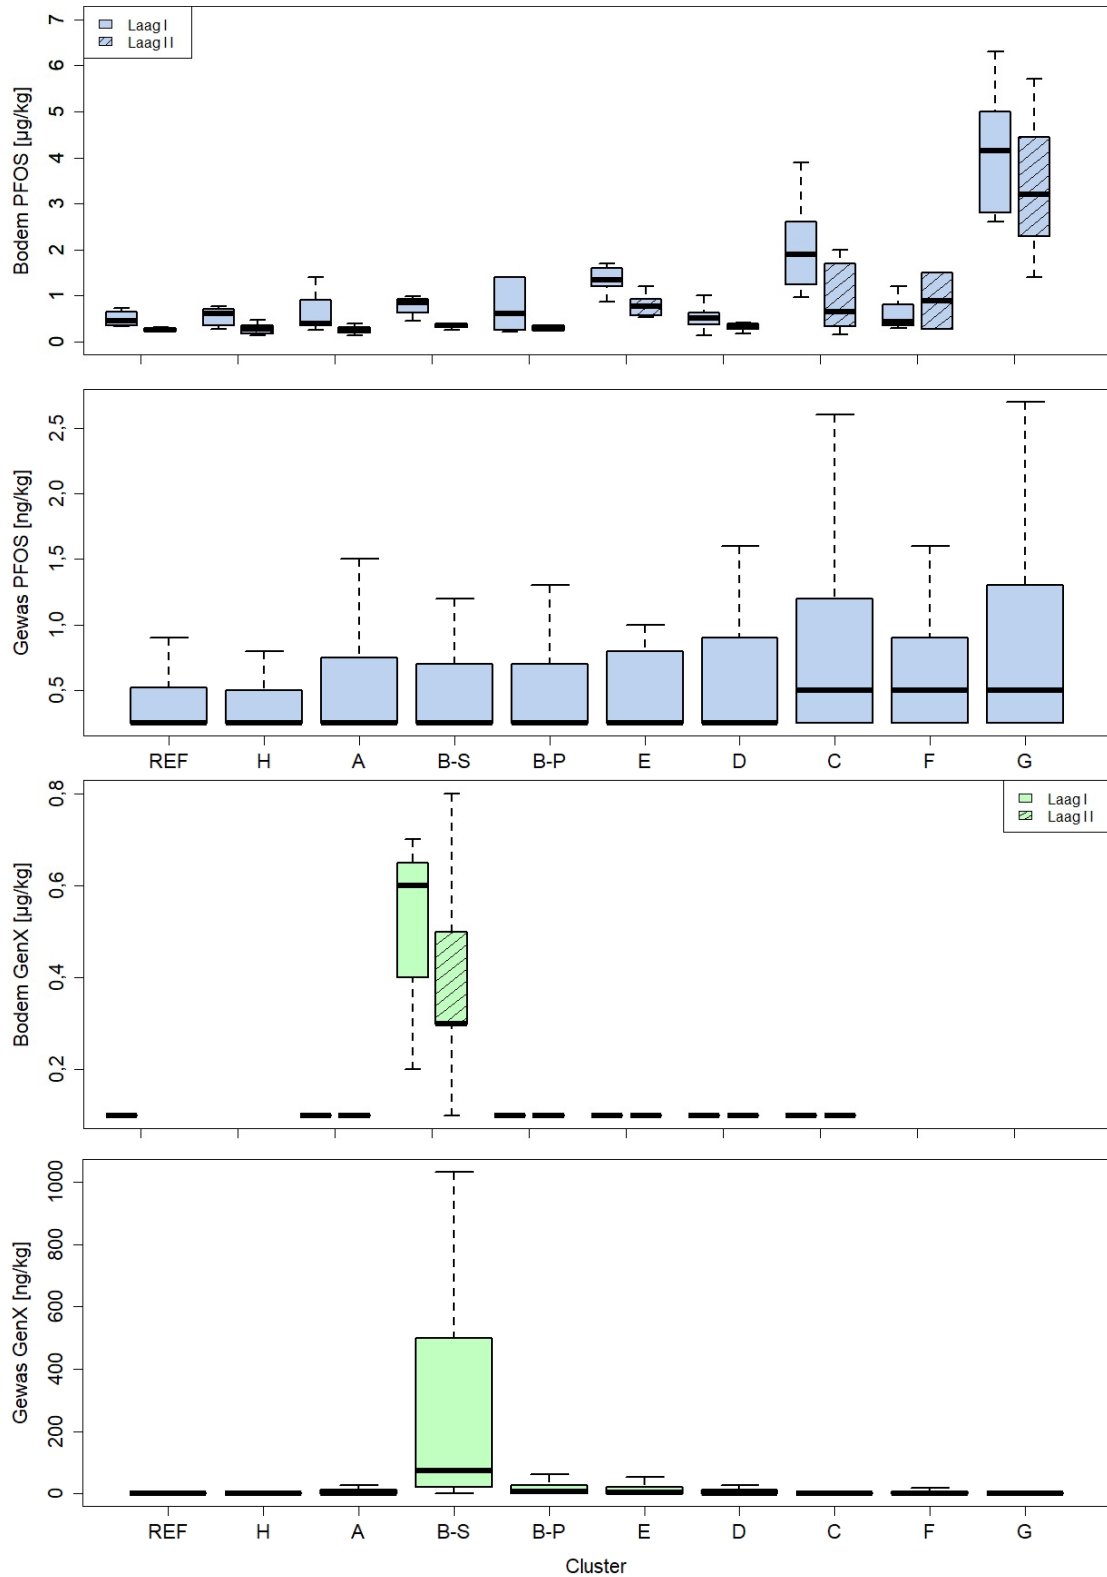 Bodem PFOS [µg/kg]
7
6
5
4
3
2
1
0
Laag I
Laag II
Gewas PFOS [ng/kg]
2,5,
2,0,
1,5,
1,0,
0,5,
REF H A B-S B-P E D C F G
Bodem GenX [µg/kg]
0,8,
0,6,
0,4,
0,2,
Laag I
Laag II
Gewas GenX [ng/kg]
1000
800
600
400
200
0
REF H A B-S B-P E D C F G
Cluster